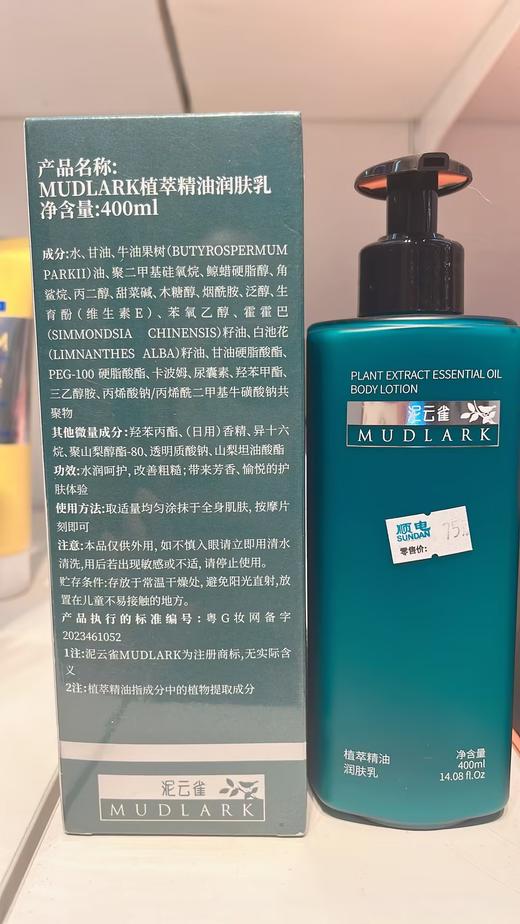 产品名称:
MUDLARK植萃精油润肤乳
净含量:400ml
成分:水、甘油、牛油果树(BUTYROSPERMUM
PARKII)油、聚二甲基硅氧烷、鲸蜡硬脂醇、角
鲨烷、丙二醇、甜菜碱、木糖醇、烟酰胺、泛醇、生
育酚(维生素E)、苯氧乙醇、霍霍巴
(SIMMONDSIA CHINENSIS)籽油、白池花
(LIMNANTHES ALBA)籽油、甘油硬脂酸酯、
PEG-100 硬脂酸酯、卡波姆、尿囊素、羟苯甲酯、
三乙醇胺、丙烯酸钠/丙烯酰二甲基牛磺酸钠共
聚物
其他微量成分:羟苯丙酯、(日用)香精、异十六
烷、聚山梨醇酯-80、透明质酸钠、山梨坦油酸酯
功效:水润呵护,改善粗糙;带来芳香、愉悦的护
肤体验
使用方法:取适量均匀涂抹于全身肌肤,按摩片
刻即可
注意:本品仅供外用,如不慎入眼请立即用清水
清洗,用后若出现敏感或不适,请停止使用。
贮存条件:存放于常温干燥处,避免阳光直射,放
置在儿童不易接触的地方。
产品执行的标准编号:粤G妆网备字
2023461052
1注:泥云雀MUDLARK为注册商标,无实际含
义
2注:植萃精油指成分中的植物提取成分
泥云雀
MUDLARK
PLANT EXTRACT ESSENTIAL OIL
BODY LOTION
泥云雀
MUDLARK
顺电
SUNDAN
零售价:
75
植萃精油
润肤乳
净含量
400ml
14.08 fl.Oz